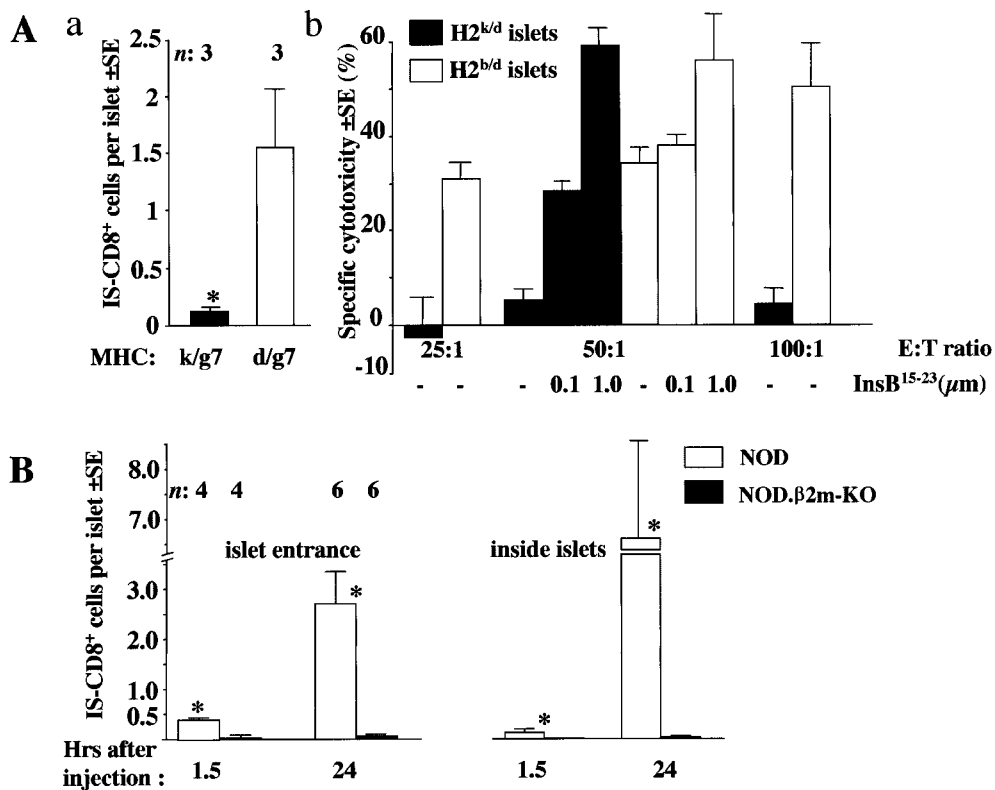 A
a
IS-CD8+ cells per islet ±SE
2.5
2
1.5
1
0.5
0
n: 3 3
*
MHC: k/g7 d/g7
b
H2k/d islets
H2b/d islets
Specific cytotoxicity ±SE (%)
60
40
20
0
-10
25:1 50:1 100:1 E:T ratio
- - - 0.1 1.0 - 0.1 1.0 - - InsB15-23(μm)
B
IS-CD8+ cells per islet ±SE
8.0
7.0
3.0
2.0
1.0
0.5
n: 4 4 6 6
islet entrance
inside islets
NOD
NOD.β2m-KO
* * * *
Hrs after
injection :
1.5 24 1.5 24